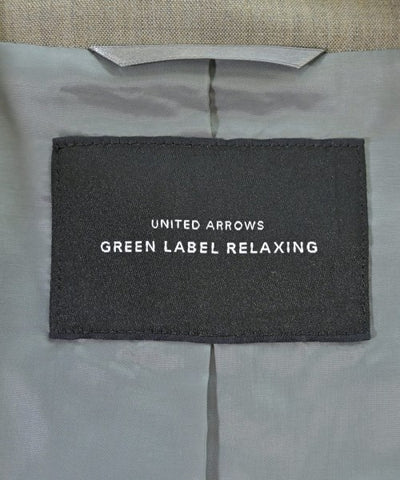 UNITED ARROWS
GREEN LABEL RELAXING